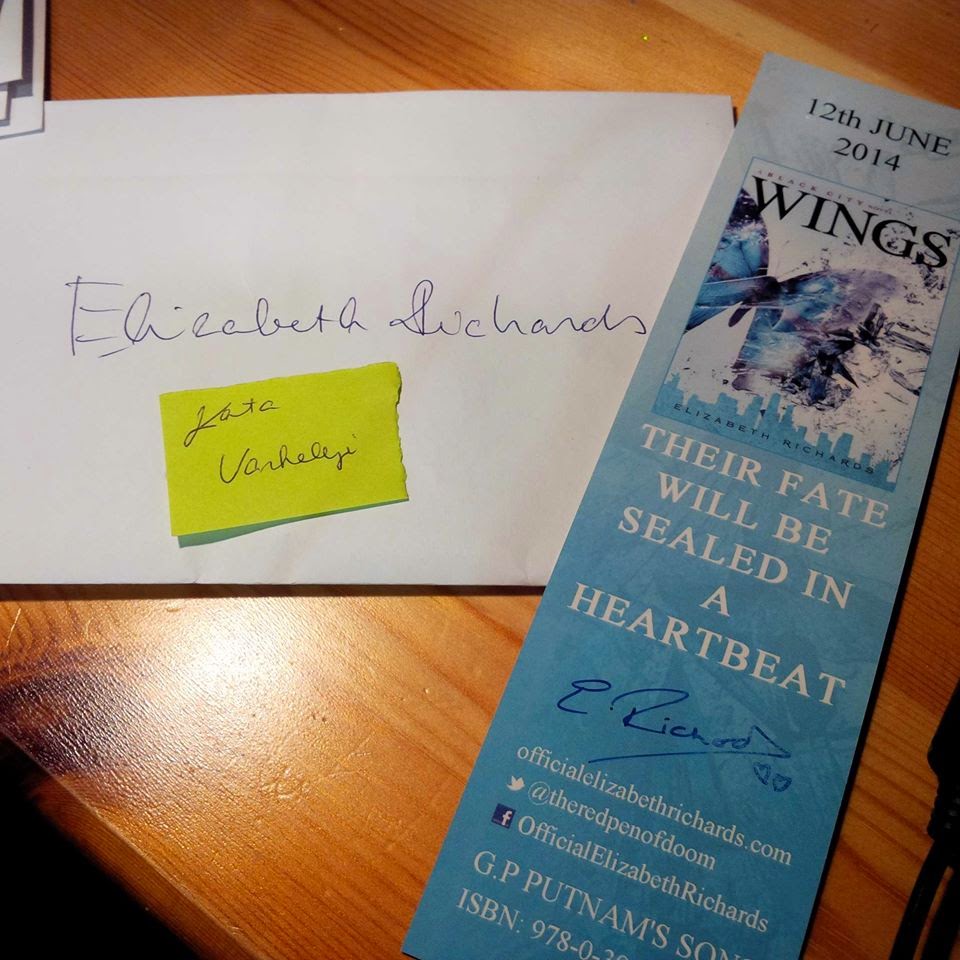 Elizabeth Richards
Kata
Varhelyi
12th JUNE
2014
A BLACK CITY NOVEL
WINGS
ELIZABETH RICHARDS
THEIR FATE
WILL BE
SEALED IN
A
HEARTBEAT
E. Richards
officialelizabethrichards.com
@theredpenofdoom
OfficialElizabethRichards
G.P PUTNAM'S SONS
ISBN: 978-0-39